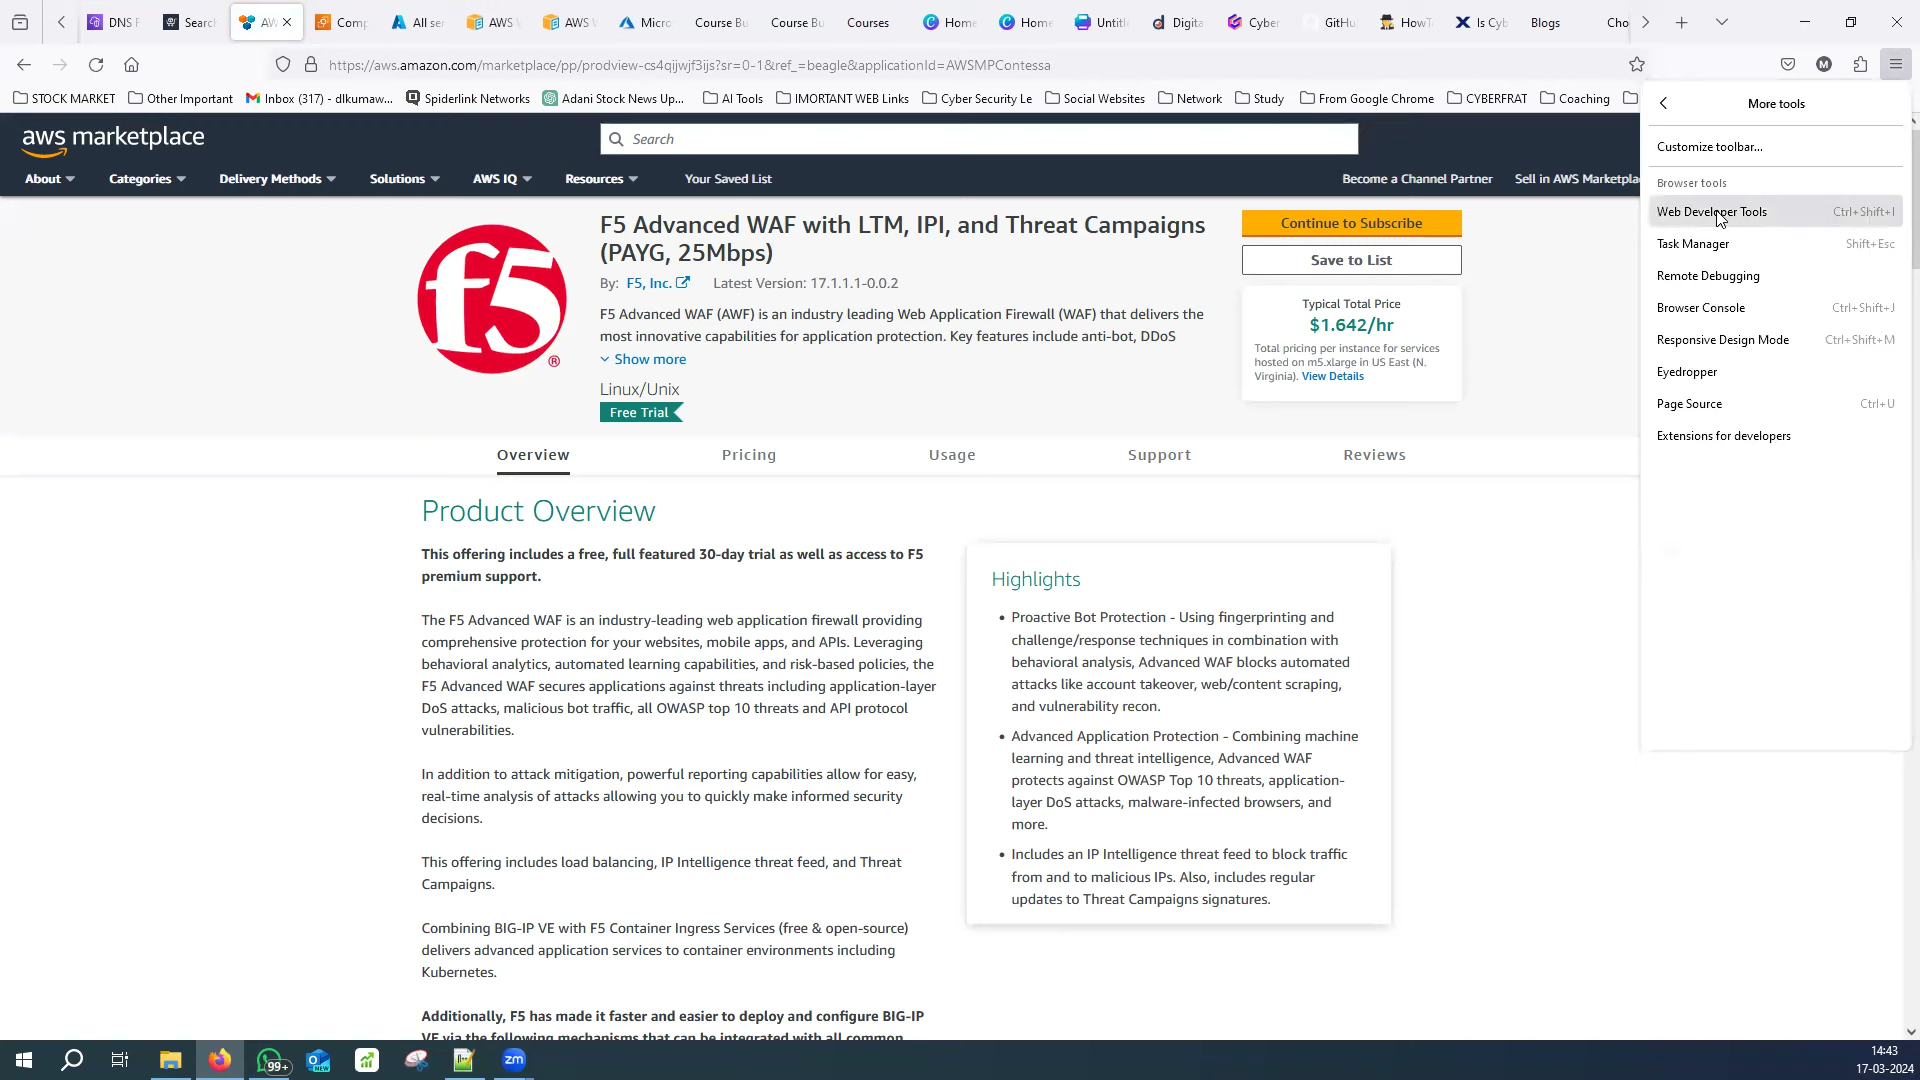 DNS F
Search
AW
Comp
All ser
AWS V
AWS V
Micro
Course Bu
Course Bu
Courses
Home
Home
Untitl
Digita
Cyber
GitHu
HowT
Is Cyb
Blogs
Cho
https://aws.amazon.com/marketplace/pp/prodview-cs4qijwjf3ijs?sr=0-1&ref_=beagle&applicationId=AWSMPContessa
M
STOCK MARKET
Other Important
Inbox (317) - dlkumaw...
Spiderlink Networks
Adani Stock News Up...
AI Tools
IMORTANT WEB Links
Cyber Security Le
Social Websites
Network
Study
From Google Chrome
CYBERFRAT
Coaching
More tools
Customize toolbar...
Browser tools
Web Developer Tools Ctrl+Shift+I
Task Manager Shift+Esc
Remote Debugging
Browser Console Ctrl+Shift+J
Responsive Design Mode Ctrl+Shift+M
Eyedropper
Page Source Ctrl+U
Extensions for developers
aws marketplace
Search
About
Categories
Delivery Methods
Solutions
AWS IQ
Resources
Your Saved List
Become a Channel Partner
Sell in AWS Marketpla
f5
®
F5 Advanced WAF with LTM, IPI, and Threat Campaigns
(PAYG, 25Mbps)
By: F5, Inc. Latest Version: 17.1.1.1-0.0.2
F5 Advanced WAF (AWF) is an industry leading Web Application Firewall (WAF) that delivers the
most innovative capabilities for application protection. Key features include anti-bot, DDoS
Show more
Linux/Unix
Free Trial
Continue to Subscribe
Save to List
Typical Total Price
$1.642/hr
Total pricing per instance for services
hosted on m5.xlarge in US East (N.
Virginia). View Details
Overview
Pricing
Usage
Support
Reviews
Product Overview
This offering includes a free, full featured 30-day trial as well as access to F5
premium support.
The F5 Advanced WAF is an industry-leading web application firewall providing
comprehensive protection for your websites, mobile apps, and APIs. Leveraging
behavioral analytics, automated learning capabilities, and risk-based policies, the
F5 Advanced WAF secures applications against threats including application-layer
DoS attacks, malicious bot traffic, all OWASP top 10 threats and API protocol
vulnerabilities.
In addition to attack mitigation, powerful reporting capabilities allow for easy,
real-time analysis of attacks allowing you to quickly make informed security
decisions.
This offering includes load balancing, IP Intelligence threat feed, and Threat
Campaigns.
Combining BIG-IP VE with F5 Container Ingress Services (free & open-source)
delivers advanced application services to container environments including
Kubernetes.
Additionally, F5 has made it faster and easier to deploy and configure BIG-IP
VE via the following mechanisms that can be integrated with all common
Highlights
• Proactive Bot Protection - Using fingerprinting and
challenge/response techniques in combination with
behavioral analysis, Advanced WAF blocks automated
attacks like account takeover, web/content scraping,
and vulnerability recon.
• Advanced Application Protection - Combining machine
learning and threat intelligence, Advanced WAF
protects against OWASP Top 10 threats, application-
layer DoS attacks, malware-infected browsers, and
more.
• Includes an IP Intelligence threat feed to block traffic
from and to malicious IPs. Also, includes regular
updates to Threat Campaigns signatures.
99+
NEW
zm
14:43
17-03-2024